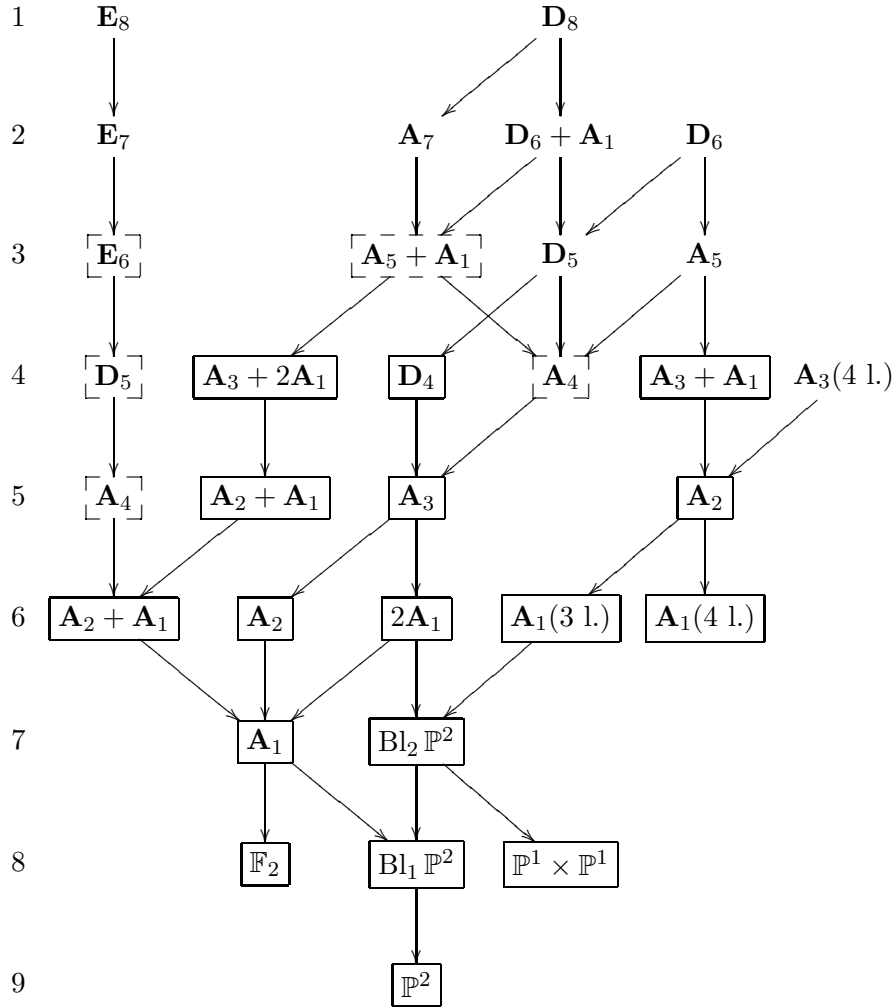 1 E₈ D₈
2 E₇ A₇ D₆ + A₁ D₆
3 E₆ A₅ + A₁ D₅ A₅
4 D₅ A₃ + 2A₁ D₄ A₄ A₃ + A₁ A₃(4 l.)
5 A₄ A₂ + A₁ A₃ A₂
6 A₂ + A₁ A₂ 2A₁ A₁(3 l.) A₁(4 l.)
7 A₁ Bl₂ ℙ²
8 𝔽₂ Bl₁ ℙ² ℙ¹ × ℙ¹
9 ℙ²